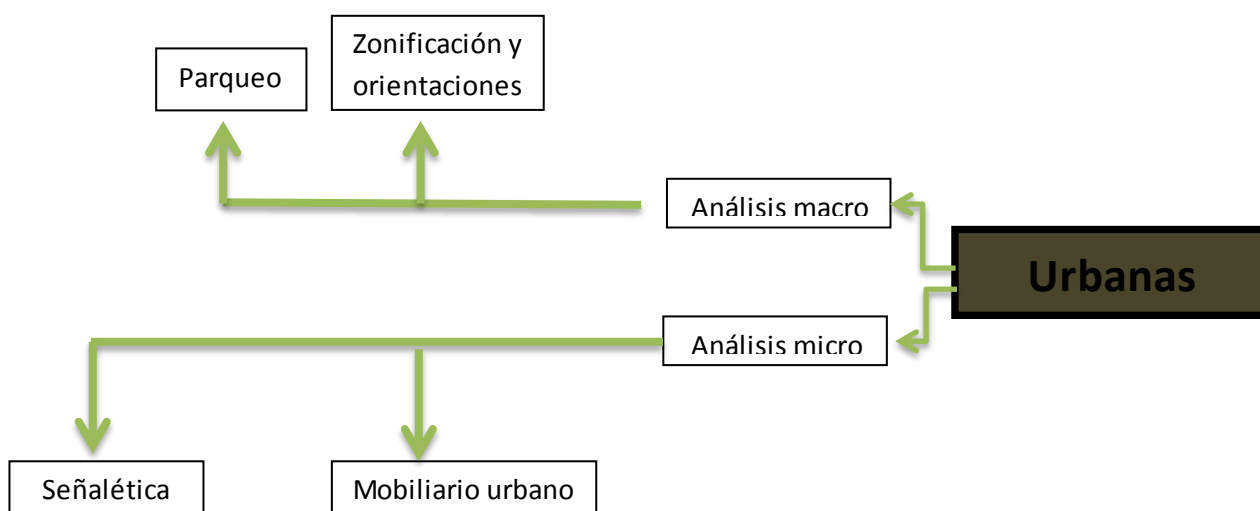 Zonificación y
orientaciones
Parqueo
Análisis macro
Urbanas
Análisis micro
Señalética
Mobiliario urbano